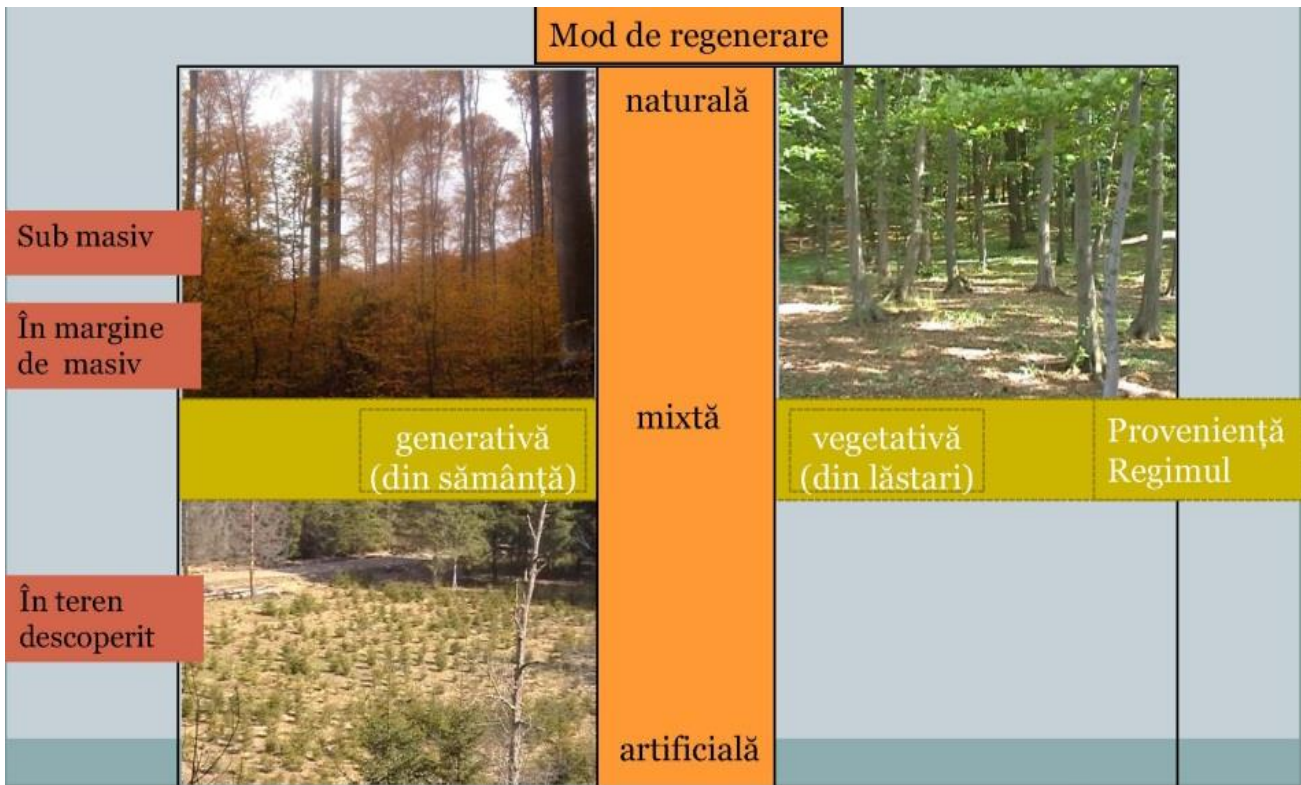 Mod de regenerare
naturală
Sub masiv
În margine
de masiv
mixtă
generativă
(din sămânță)
vegetativă
(din lăstari)
Proveniență
Regimul
În teren
descoperit
artificială